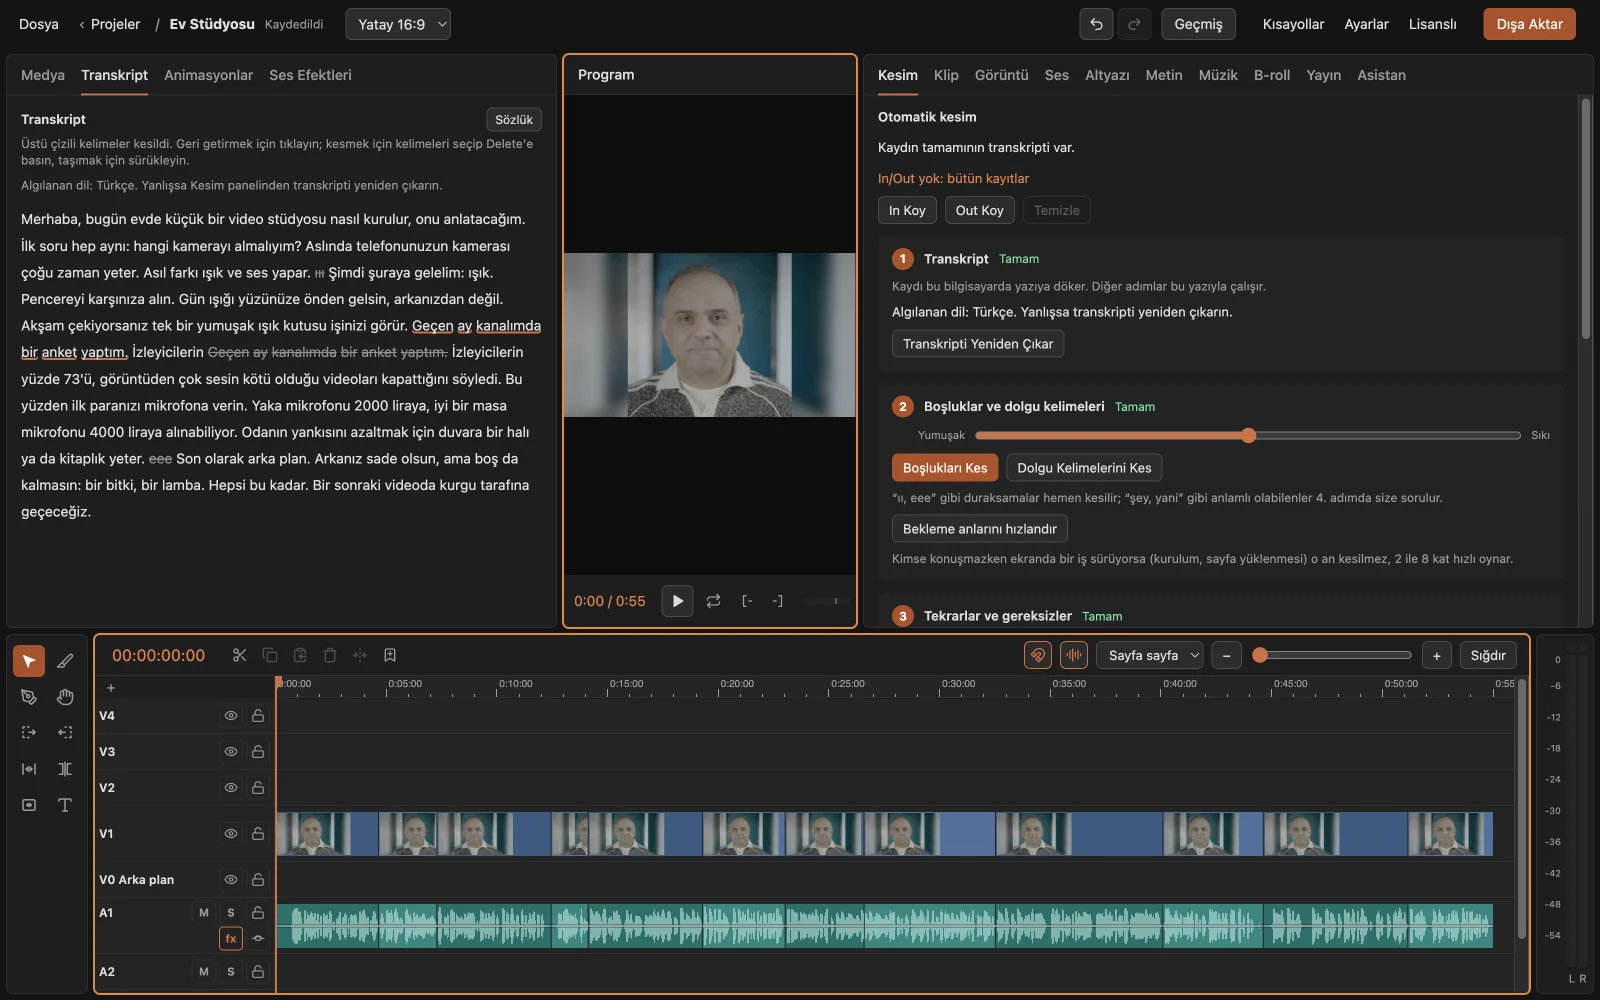 Dosya ‹ Projeler / Ev Stüdyosu Kaydedildi Yatay 16:9 Geçmiş Kısayollar Ayarlar Lisanslı Dışa Aktar
Medya Transkript Animasyonlar Ses Efektleri
Transkript Sözlük
Üstü çizili kelimeler kesildi. Geri getirmek için tıklayın; kesmek için kelimeleri seçip Delete'e
basın, taşımak için sürükleyin.
Algılanan dil: Türkçe. Yanlışsa Kesim panelinden transkripti yeniden çıkarın.
Merhaba, bugün evde küçük bir video stüdyosu nasıl kurulur, onu anlatacağım.
İlk soru hep aynı: hangi kamerayı almalıyım? Aslında telefonunuzun kamerası
çoğu zaman yeter. Asıl farkı ışık ve ses yapar. ııı Şimdi şuraya gelelim: ışık.
Pencereyi karşınıza alın. Gün ışığı yüzünüze önden gelsin, arkanızdan değil.
Akşam çekiyorsanız tek bir yumuşak ışık kutusu işinizi görür. Geçen ay kanalımda
bir anket yaptım. İzleyicilerin Geçen ay kanalımda bir anket yaptım. İzleyicilerin
yüzde 73'ü, görüntüden çok sesin kötü olduğu videoları kapattığını söyledi. Bu
yüzden ilk paranızı mikrofona verin. Yaka mikrofonu 2000 liraya, iyi bir masa
mikrofonu 4000 liraya alınabiliyor. Odanın yankısını azaltmak için duvara bir halı
ya da kitaplık yeter. eee Son olarak arka plan. Arkanız sade olsun, ama boş da
kalmasın: bir bitki, bir lamba. Hepsi bu kadar. Bir sonraki videoda kurgu tarafına
geçeceğiz.
Program
0:00 / 0:55
Kesim Klip Görüntü Ses Altyazı Metin Müzik B-roll Yayın Asistan
Otomatik kesim
Kaydın tamamının transkripti var.
In/Out yok: bütün kayıtlar
In Koy Out Koy Temizle
1 Transkript Tamam
Kaydı bu bilgisayarda yazıya döker. Diğer adımlar bu yazıyla çalışır.
Algılanan dil: Türkçe. Yanlışsa transkripti yeniden çıkarın.
Transkripti Yeniden Çıkar
2 Boşluklar ve dolgu kelimeleri Tamam
Yumuşak Sıkı
Boşlukları Kes Dolgu Kelimelerini Kes
“ıı, eee” gibi duraksamalar hemen kesilir; “şey, yani” gibi anlamlı olabilenler 4. adımda size sorulur.
Bekleme anlarını hızlandır
Kimse konuşmazken ekranda bir iş sürüyorsa (kurulum, sayfa yüklenmesi) o an kesilmez, 2 ile 8 kat hızlı oynar.
3 Tekrarlar ve gereksizler Tamam
00:00:00:00 Sayfa sayfa − + Sığdır
+ 0:00:00 0:05:00 0:10:00 0:15:00 0:20:00 0:25:00 0:30:00 0:35:00 0:40:00 0:45:00 0:50:00 0:55
V4
V3
V2
V1
V0 Arka plan
A1 M S
fx
A2 M S
0
-6
-12
-18
-24
-30
-36
-42
-48
-54
L R